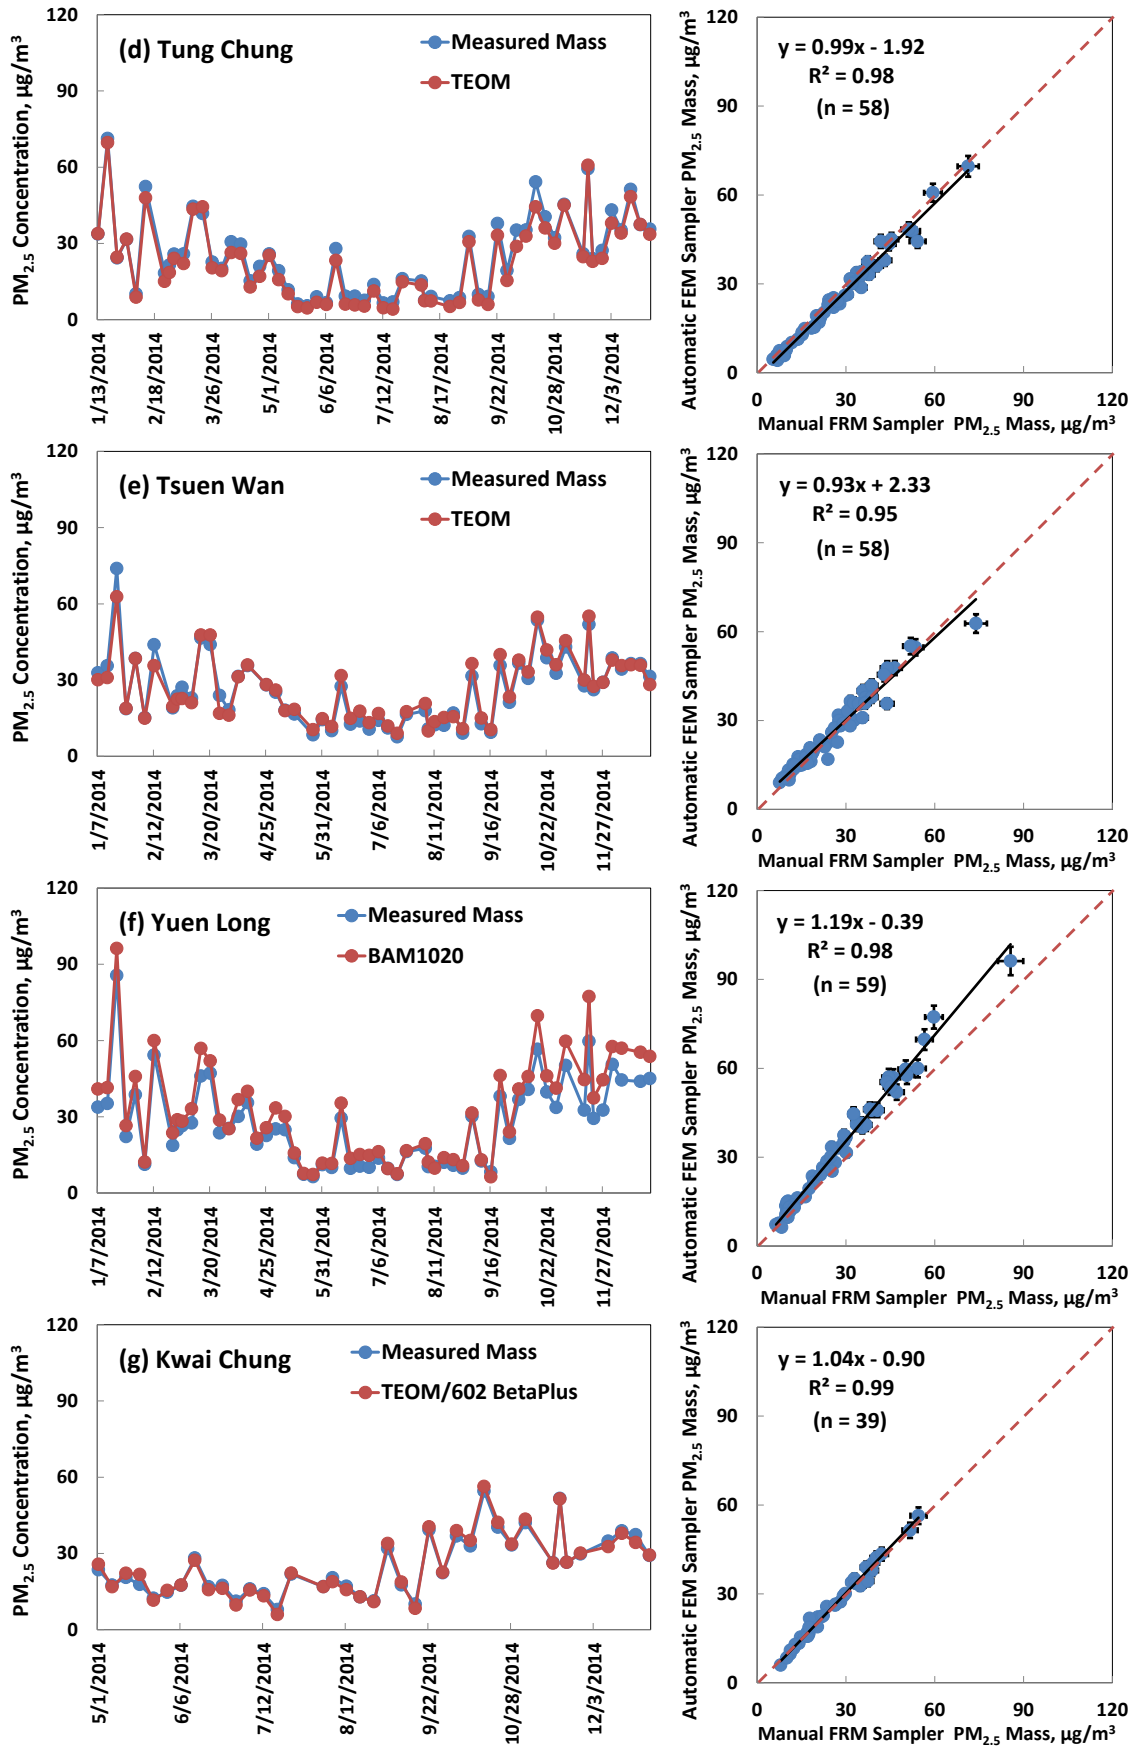 120
90
60
30
0
PM2.5 Concentration, µg/m3
(d) Tung Chung
Measured Mass
TEOM
1/13/2014
2/18/2014
3/26/2014
5/1/2014
6/6/2014
7/12/2014
8/17/2014
9/22/2014
10/28/2014
12/3/2014
Automatic FEM Sampler PM2.5 Mass, µg/m3
120
90
60
30
0
y = 0.99x - 1.92
R² = 0.98
(n = 58)
0 30 60 90 120
Manual FRM Sampler PM2.5 Mass, µg/m3
120
90
60
30
0
PM2.5 Concentration, µg/m3
(e) Tsuen Wan
Measured Mass
TEOM
1/7/2014
2/12/2014
3/20/2014
4/25/2014
5/31/2014
7/6/2014
8/11/2014
9/16/2014
10/22/2014
11/27/2014
Automatic FEM Sampler PM2.5 Mass, µg/m3
120
90
60
30
0
y = 0.93x + 2.33
R² = 0.95
(n = 58)
0 30 60 90 120
Manual FRM Sampler PM2.5 Mass, µg/m3
120
90
60
30
0
PM2.5 Concentration, µg/m3
(f) Yuen Long
Measured Mass
BAM1020
1/7/2014
2/12/2014
3/20/2014
4/25/2014
5/31/2014
7/6/2014
8/11/2014
9/16/2014
10/22/2014
11/27/2014
Automatic FEM Sampler PM2.5 Mass, µg/m3
120
90
60
30
0
y = 1.19x - 0.39
R² = 0.98
(n = 59)
0 30 60 90 120
Manual FRM Sampler PM2.5 Mass, µg/m3
120
90
60
30
0
PM2.5 Concentration, µg/m3
(g) Kwai Chung
Measured Mass
TEOM/602 BetaPlus
5/1/2014
6/6/2014
7/12/2014
8/17/2014
9/22/2014
10/28/2014
12/3/2014
Automatic FEM Sampler PM2.5 Mass, µg/m3
120
90
60
30
0
y = 1.04x - 0.90
R² = 0.99
(n = 39)
0 30 60 90 120
Manual FRM Sampler PM2.5 Mass, µg/m3